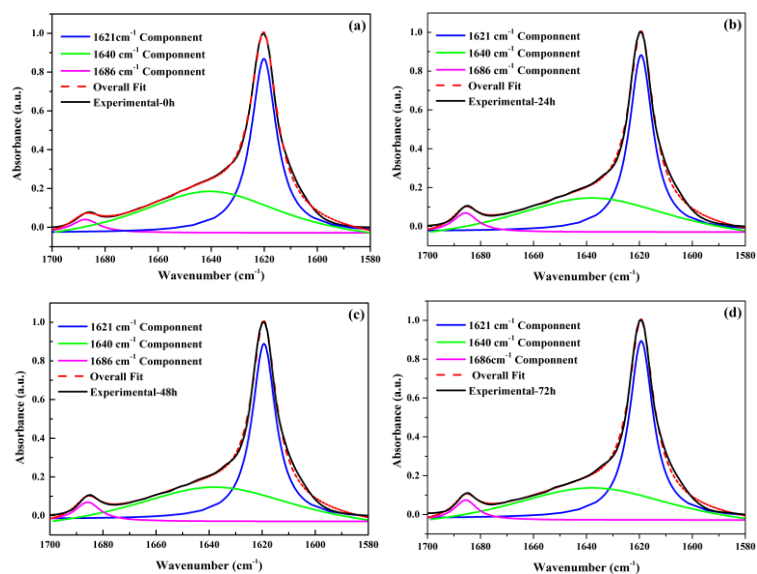 (a)
1621cm⁻¹ Componnent
1640 cm⁻¹ Componnent
1686 cm⁻¹ Componnent
Overall Fit
Experimental-0h
Absorbance (a.u.)
1.0
0.8
0.6
0.4
0.2
0.0
1700 1680 1660 1640 1620 1600 1580
Wavenumber (cm⁻¹)
(b)
1621 cm⁻¹ Componnent
1640 cm⁻¹ Componnent
1686 cm⁻¹ Componnent
Overall Fit
Experimental-24h
Absorbance (a.u.)
1.0
0.8
0.6
0.4
0.2
0.0
1700 1680 1660 1640 1620 1600 1580
Wavenumber (cm⁻¹)
(c)
1621 cm⁻¹ Componnent
1640 cm⁻¹ Componnent
1686 cm⁻¹ Componnent
Overall Fit
Experimental-48h
Absorbance (a.u.)
1.0
0.8
0.6
0.4
0.2
0.0
1700 1680 1660 1640 1620 1600 1580
Wavenumber (cm⁻¹)
(d)
1621 cm⁻¹ Componnent
1640 cm⁻¹ Componnent
1686cm⁻¹ Componnent
Overall Fit
Experimental-72h
Absorbance (a.u.)
1.0
0.8
0.6
0.4
0.2
0.0
1700 1680 1660 1640 1620 1600 1580
Wavenumber (cm⁻¹)